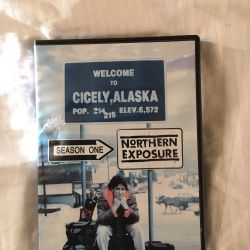 WELCOME
TO
CICELY, ALASKA
POP. 214 ELEV. 6,572
215
SEASON ONE
NORTHERN
EXPOSURE